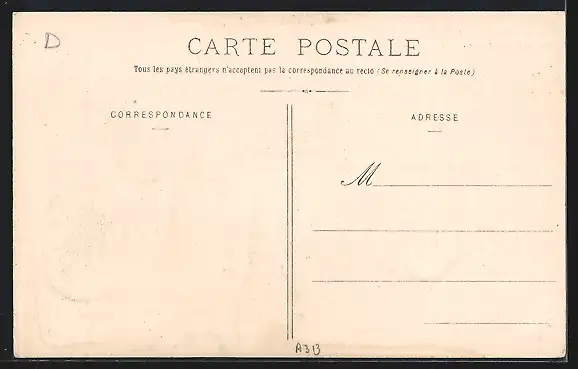 D
CARTE POSTALE
Tous les pays étrangers n'acceptent pas la correspondance au recto (Se renseigner à la Poste)
CORRESPONDANCE
ADRESSE
M
A313